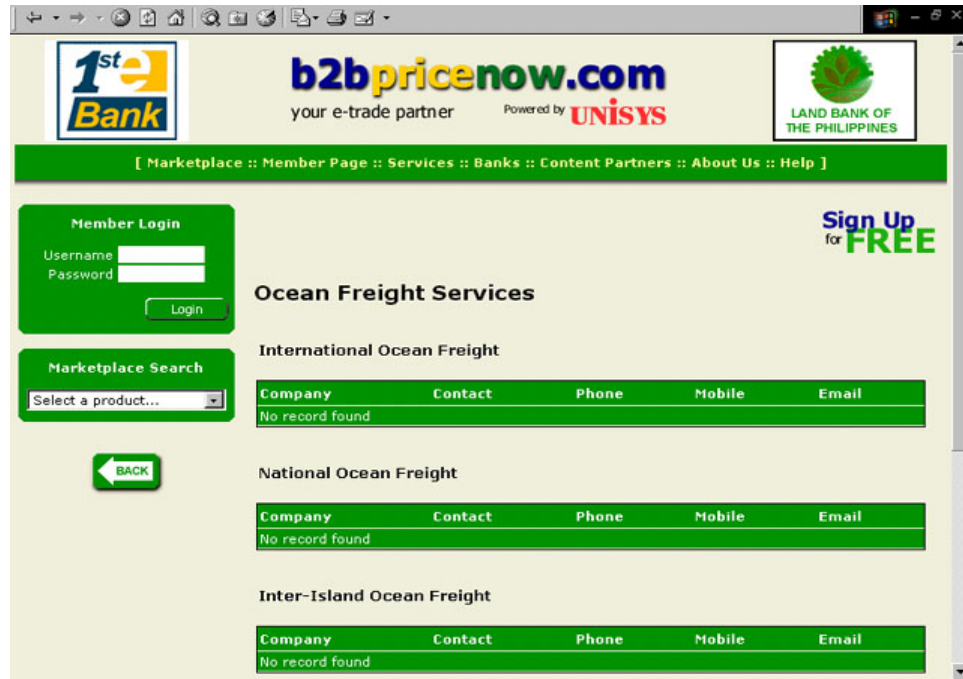 1st e Bank
b2bpricenow.com
your e-trade partner Powered by UNISYS
LAND BANK OF
THE PHILIPPINES
[ Marketplace :: Member Page :: Services :: Banks :: Content Partners :: About Us :: Help ]
Member Login
Username
Password
Login
Marketplace Search
Select a product...
BACK
Sign Up
for FREE
Ocean Freight Services
International Ocean Freight
Company Contact Phone Mobile Email
No record found
National Ocean Freight
Company Contact Phone Mobile Email
No record found
Inter-Island Ocean Freight
Company Contact Phone Mobile Email
No record found